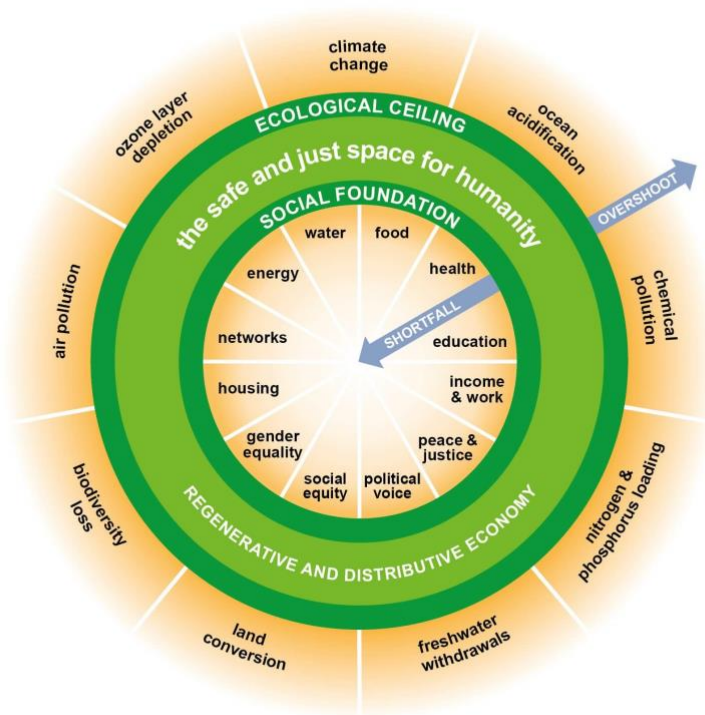 climate
change
ocean
acidification
chemical
pollution
nitrogen &
phosphorus loading
freshwater
withdrawals
land
conversion
biodiversity
loss
air pollution
ozone layer
depletion
OVERSHOOT
ECOLOGICAL CEILING
the safe and just space for humanity
SOCIAL FOUNDATION
water
food
health
SHORTFALL
education
income
& work
peace &
justice
political
voice
social
equity
gender
equality
housing
networks
energy
REGENERATIVE AND DISTRIBUTIVE ECONOMY